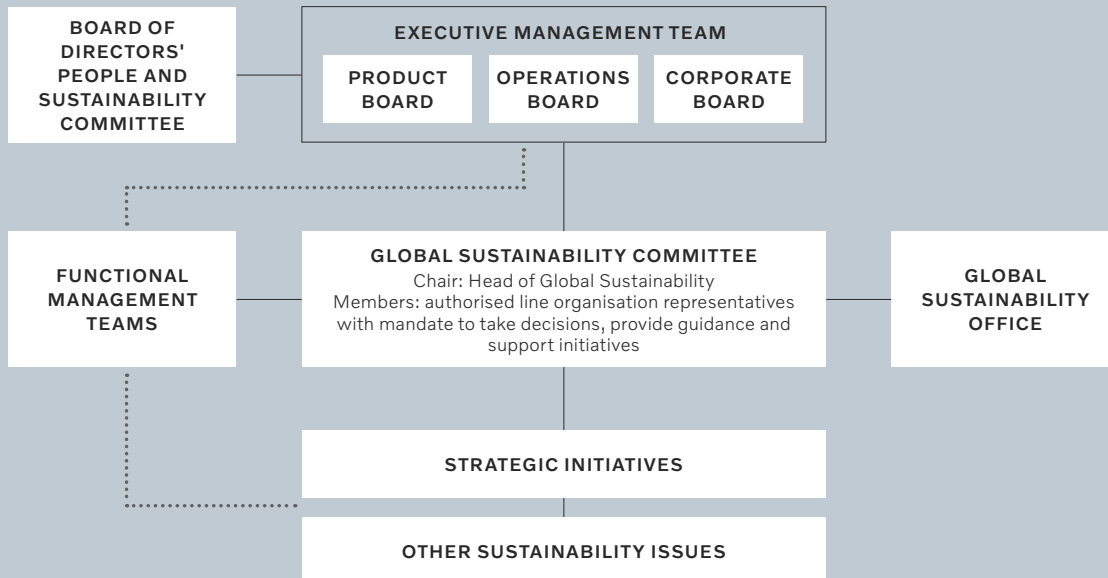 BOARD OF
DIRECTORS'
PEOPLE AND
SUSTAINABILITY
COMMITTEE
EXECUTIVE MANAGEMENT TEAM
PRODUCT
BOARD
OPERATIONS
BOARD
CORPORATE
BOARD
FUNCTIONAL
MANAGEMENT
TEAMS
GLOBAL SUSTAINABILITY COMMITTEE
Chair: Head of Global Sustainability
Members: authorised line organisation representatives
with mandate to take decisions, provide guidance and
support initiatives
GLOBAL
SUSTAINABILITY
OFFICE
STRATEGIC INITIATIVES
OTHER SUSTAINABILITY ISSUES